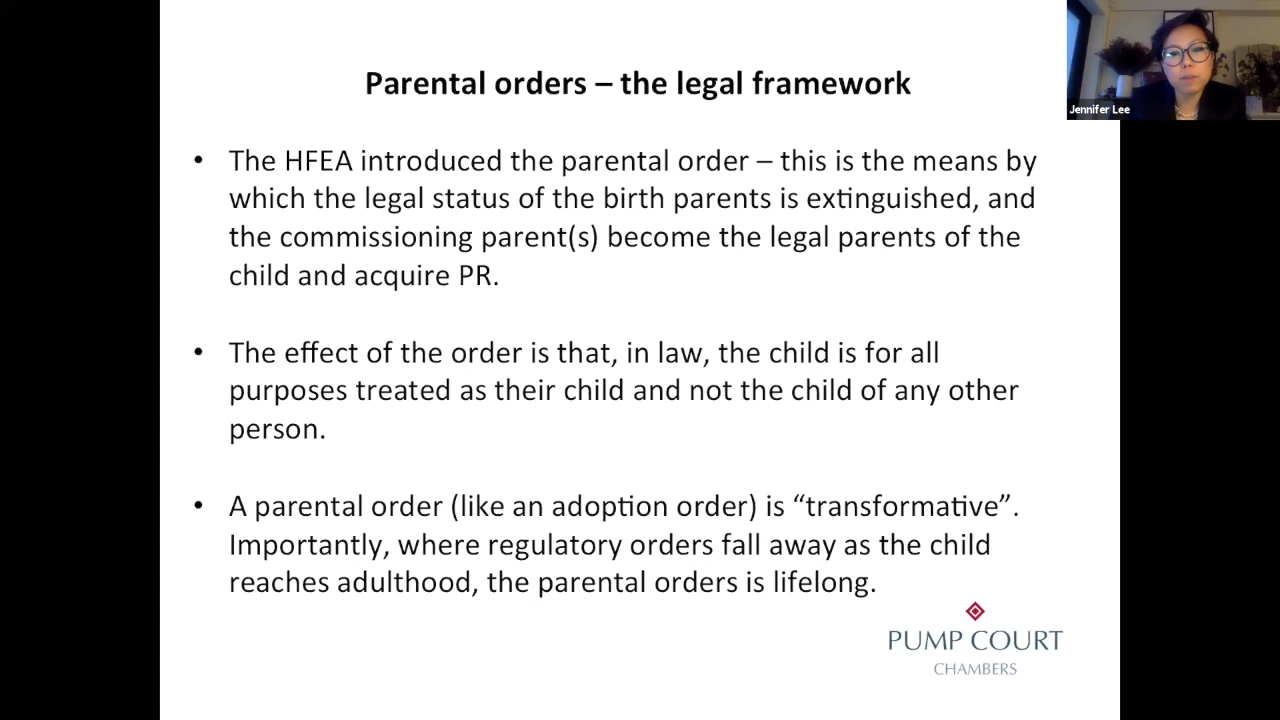 Parental orders – the legal framework
Jennifer Lee
• The HFEA introduced the parental order – this is the means by
which the legal status of the birth parents is extinguished, and
the commissioning parent(s) become the legal parents of the
child and acquire PR.
• The effect of the order is that, in law, the child is for all
purposes treated as their child and not the child of any other
person.
• A parental order (like an adoption order) is “transformative”.
Importantly, where regulatory orders fall away as the child
reaches adulthood, the parental orders is lifelong.
PUMP COURT
CHAMBERS